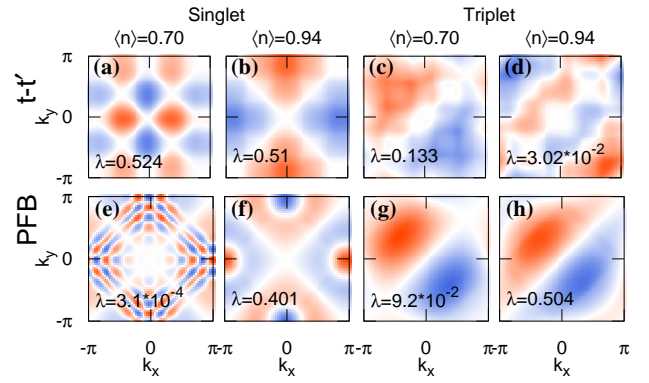 Singlet Triplet
⟨n⟩=0.70 ⟨n⟩=0.94 ⟨n⟩=0.70 ⟨n⟩=0.94
t-t′
k_y
π
0
-π
(a) (b) (c) (d)
λ=0.524 λ=0.51 λ=0.133 λ=3.02*10^-2
PFB
k_y
π
0
-π
(e) (f) (g) (h)
λ=3.1*10^-4 λ=0.401 λ=9.2*10^-2 λ=0.504
-π 0 π-π 0 π-π 0 π-π 0 π
k_x k_x k_x k_x